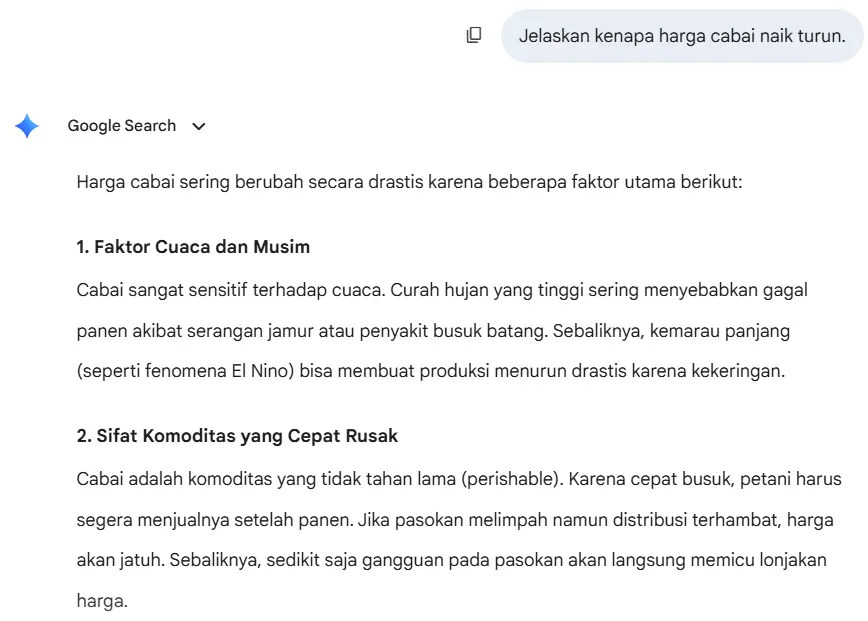 Jelaskan kenapa harga cabai naik turun.
Google Search
Harga cabai sering berubah secara drastis karena beberapa faktor utama berikut:
1. Faktor Cuaca dan Musim
Cabai sangat sensitif terhadap cuaca. Curah hujan yang tinggi sering menyebabkan gagal
panen akibat serangan jamur atau penyakit busuk batang. Sebaliknya, kemarau panjang
(seperti fenomena El Nino) bisa membuat produksi menurun drastis karena kekeringan.
2. Sifat Komoditas yang Cepat Rusak
Cabai adalah komoditas yang tidak tahan lama (perishable). Karena cepat busuk, petani harus
segera menjualnya setelah panen. Jika pasokan melimpah namun distribusi terhambat, harga
akan jatuh. Sebaliknya, sedikit saja gangguan pada pasokan akan langsung memicu lonjakan
harga.